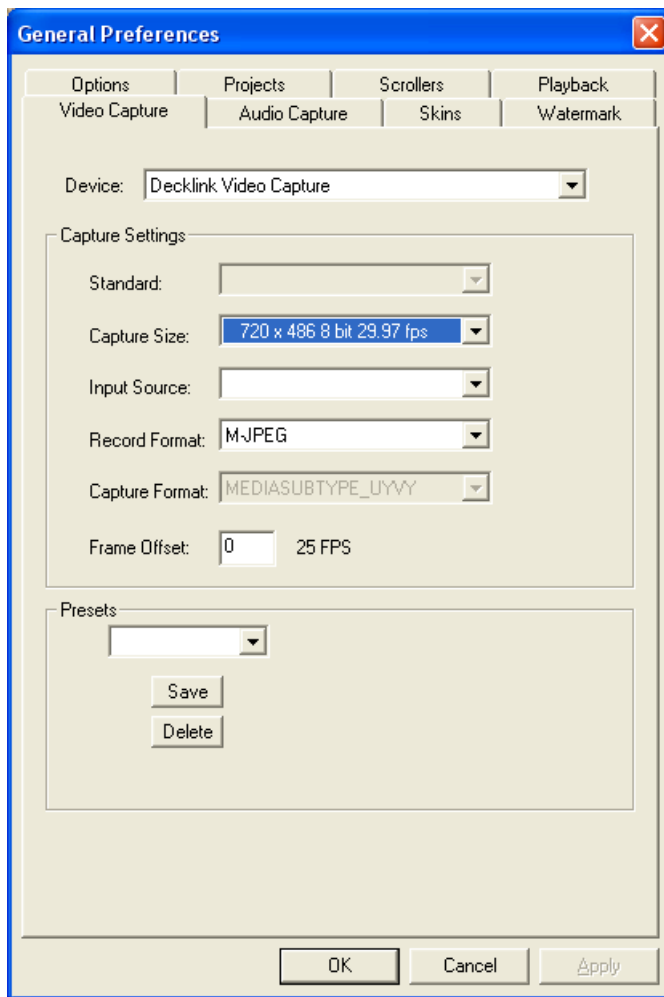 General Preferences
Options Projects Scrollers Playback
Video Capture Audio Capture Skins Watermark
Device: Decklink Video Capture
Capture Settings
Standard:
Capture Size: 720 x 486 8 bit 29.97 fps
Input Source:
Record Format: M-JPEG
Capture Format: MEDIASUBTYPE_UYVY
Frame Offset: 0 25 FPS
Presets
Save
Delete
OK Cancel Apply